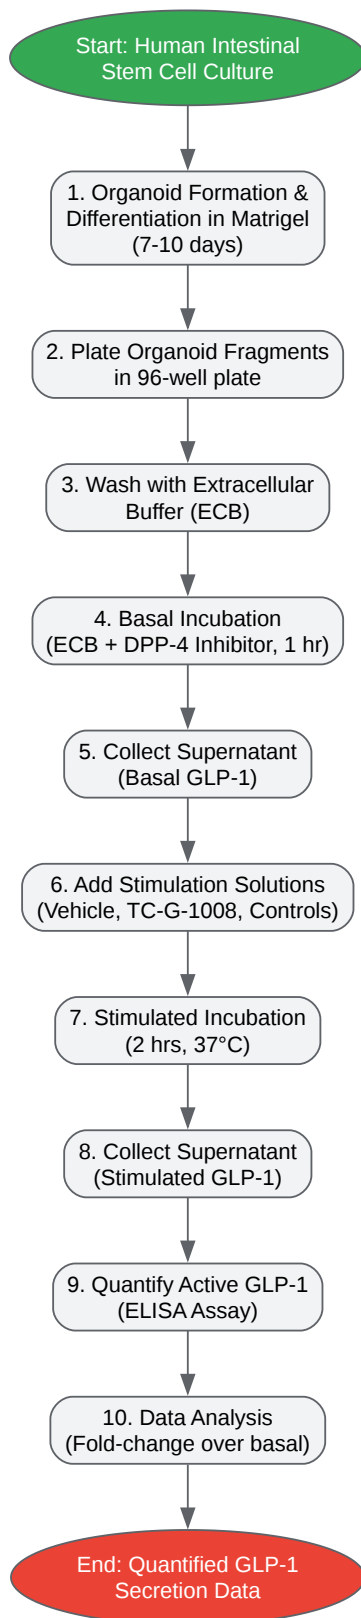 Start: Human Intestinal
Stem Cell Culture
1. Organoid Formation &
Differentiation in Matrigel
(7-10 days)
2. Plate Organoid Fragments
in 96-well plate
3. Wash with Extracellular
Buffer (ECB)
4. Basal Incubation
(ECB + DPP-4 Inhibitor, 1 hr)
5. Collect Supernatant
(Basal GLP-1)
6. Add Stimulation Solutions
(Vehicle, TC-G-1008, Controls)
7. Stimulated Incubation
(2 hrs, 37°C)
8. Collect Supernatant
(Stimulated GLP-1)
9. Quantify Active GLP-1
(ELISA Assay)
10. Data Analysis
(Fold-change over basal)
End: Quantified GLP-1
Secretion Data